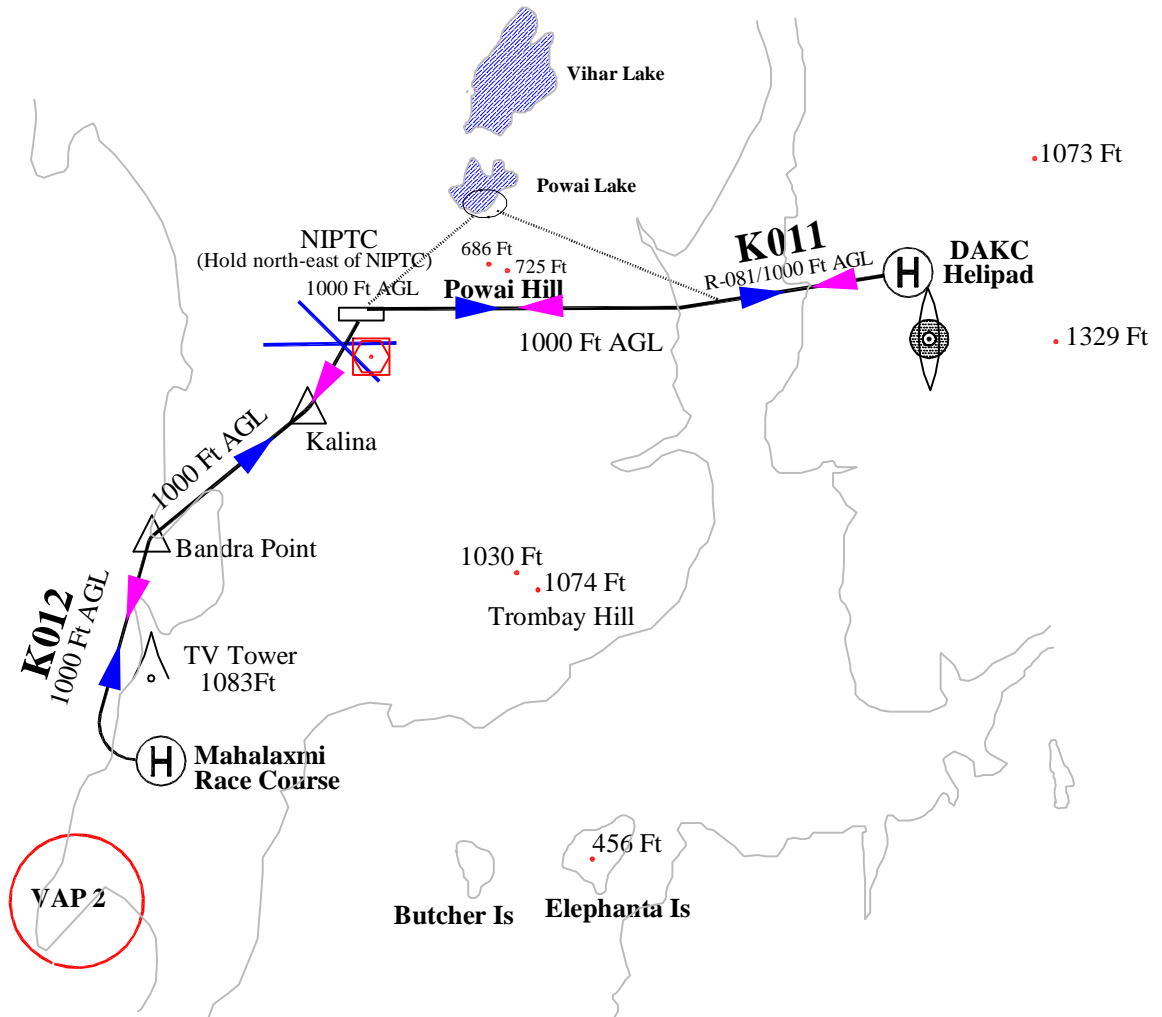 Vihar Lake
1073 Ft
Powai Lake
K011
R-081/1000 Ft AGL
NIPTC
(Hold north-east of NIPTC)
1000 Ft AGL
686 Ft
725 Ft
Powai Hill
H
DAKC
Helipad
1000 Ft AGL
1329 Ft
Kalina
1000 Ft AGL
Bandra Point
1030 Ft
1074 Ft
Trombay Hill
K012
1000 Ft AGL
TV Tower
1083Ft
H
Mahalaxmi
Race Course
456 Ft
VAP 2
Butcher Is
Elephanta Is